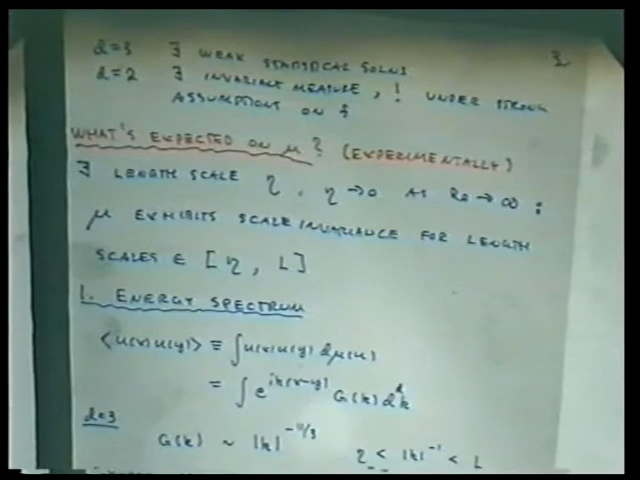 d=3 ∃ WEAK STATISTICAL SOLNS
d=2 ∃ INVARIANT MEASURE, ! UNDER STRONG
ASSUMPTIONS ON f
WHAT'S EXPECTED ON μ? (EXPERIMENTALLY)
∃ LENGTH SCALE η, η→0 AS Re→∞ :
μ EXHIBITS SCALE INVARIANCE FOR LENGTH
SCALES ∈ [η, L]
1. ENERGY SPECTRUM
<u(x)u(y)> ≡ ∫u(x)u(y) dμ(u)
= ∫ e^{ik(x-y)} G(k) d^d k
d=3
G(k) ~ |k|^{-11/3} η < |k|^{-1} < L